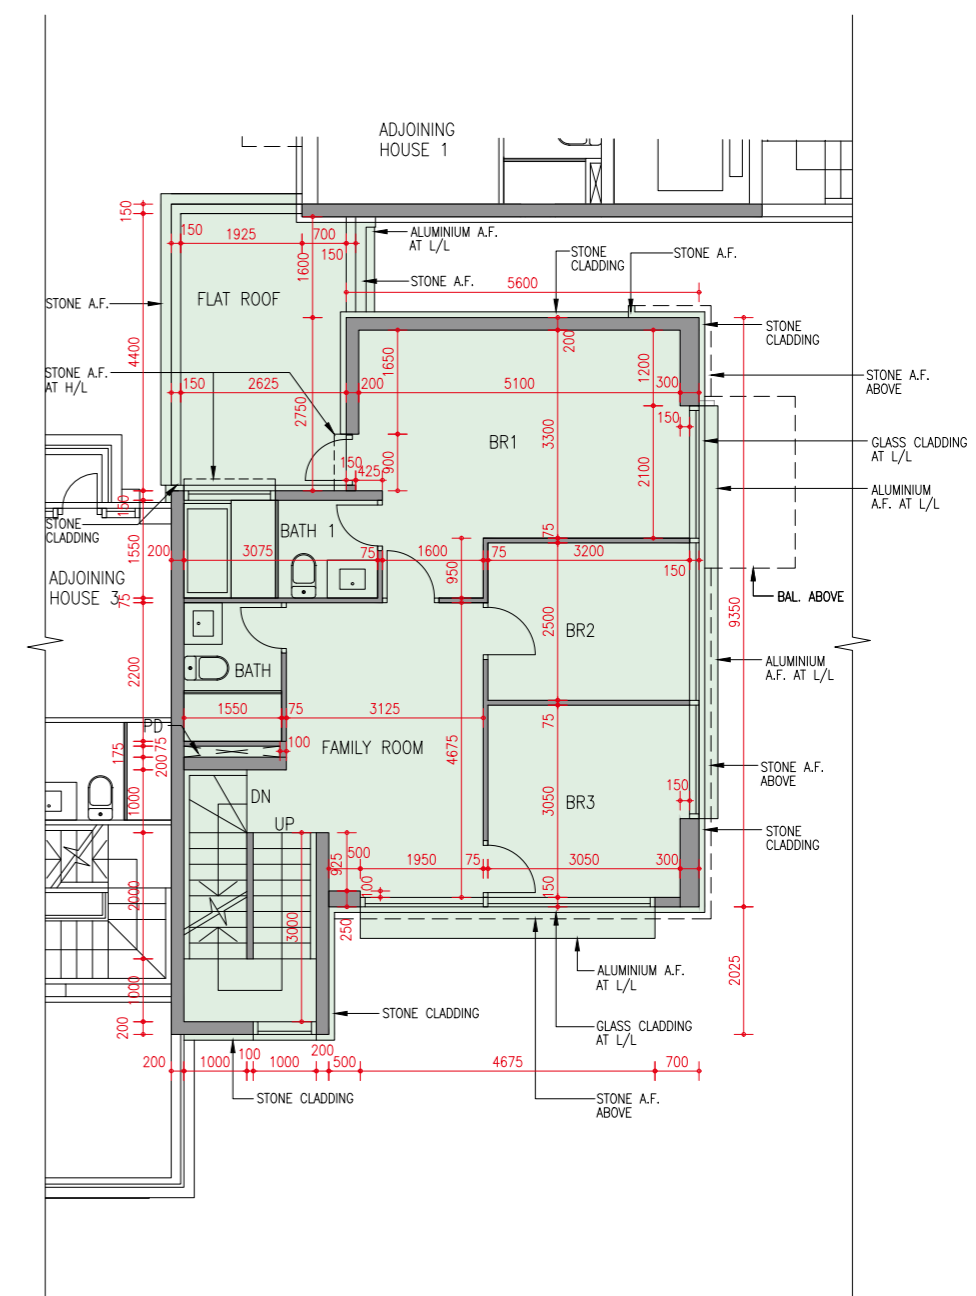 ADJOINING
HOUSE 1
150
150
1925
700
150
1600
ALUMINIUM A.F.
AT L/L
STONE A.F.
STONE
CLADDING
STONE A.F.
5600
FLAT ROOF
STONE A.F.
4400
STONE A.F.
AT H/L
150
2625
2750
200
1650
5100
200
1200
300
150
STONE
CLADDING
STONE A.F.
ABOVE
BR1
3300
2100
GLASS CLADDING
AT L/L
ALUMINIUM
A.F. AT L/L
150
425
900
150
STONE
CLADDING
BATH 1
1550
200
3075
75
1600
75
75
3200
150
950
ADJOINING
HOUSE 3
75
BAL. ABOVE
2500
BR2
9350
2200
BATH
ALUMINIUM
A.F. AT L/L
1550
75
3125
75
PD
100
FAMILY ROOM
4675
175
75
200
STONE A.F.
ABOVE
DN
UP
1000
3050
BR3
150
STONE
CLADDING
925
500
1950
75
3050
300
100
150
2000
3000
250
ALUMINIUM A.F.
AT L/L
2025
1000
200
STONE CLADDING
GLASS CLADDING
AT L/L
200
1000
100
1000
200
500
4675
700
STONE CLADDING
STONE A.F.
ABOVE